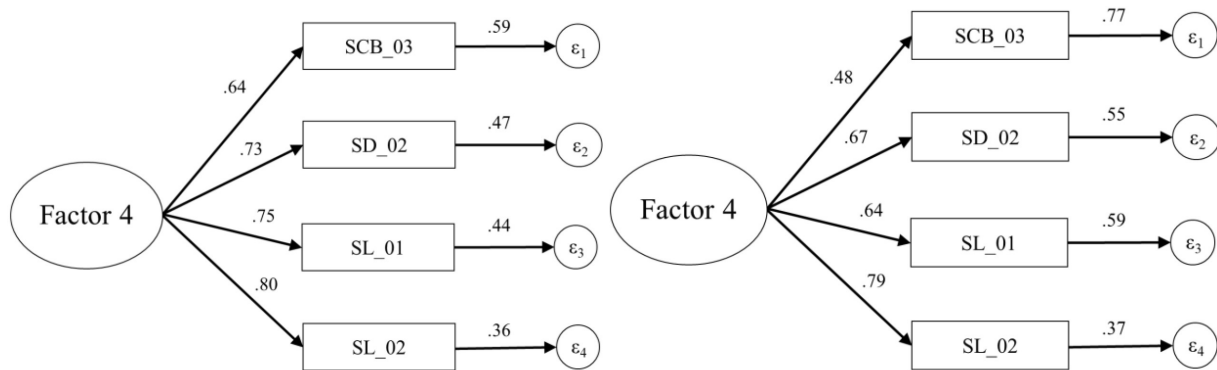 .59
SCB_03
ε1
.64
.47
SD_02
ε2
.73
Factor 4
.75
.44
SL_01
ε3
.80
.36
SL_02
ε4
.77
SCB_03
ε1
.48
.55
SD_02
ε2
.67
Factor 4
.64
.59
SL_01
ε3
.79
.37
SL_02
ε4